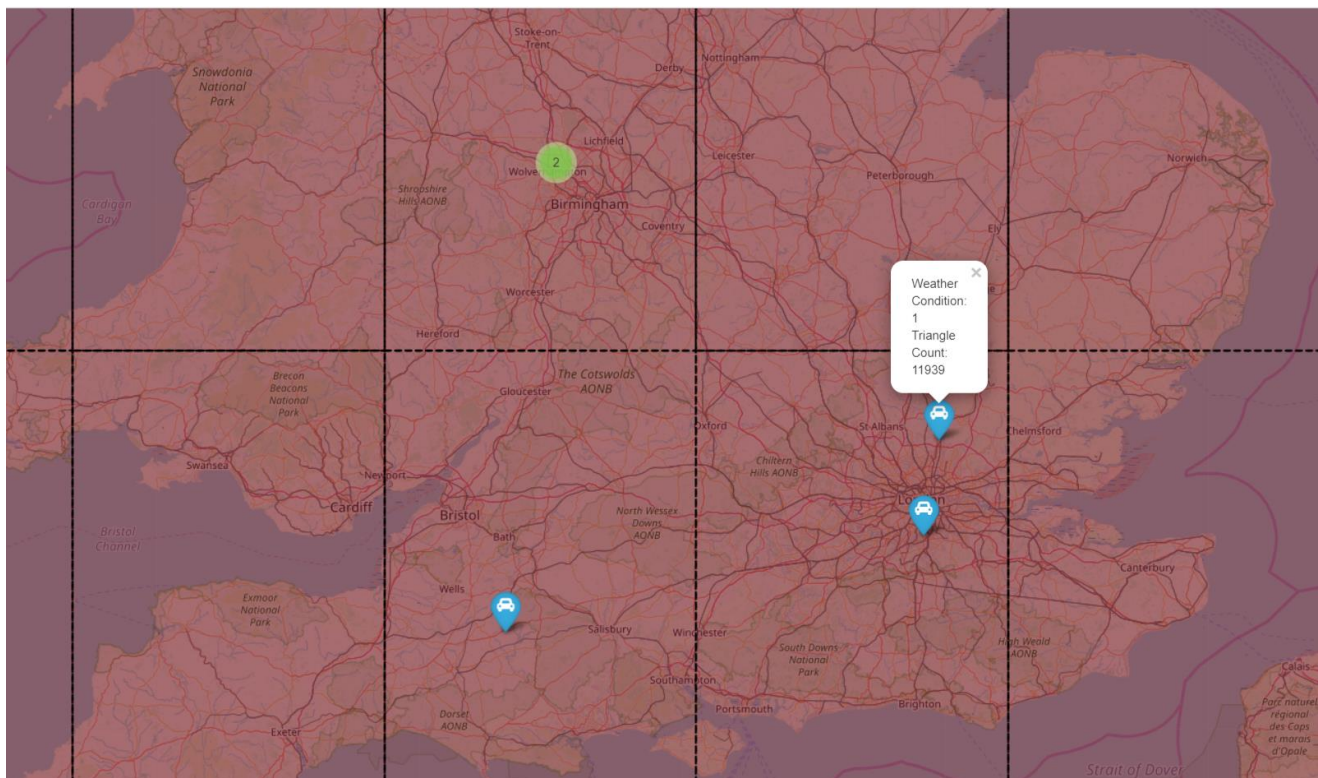 Stoke-on-
Trent
Nottingham
Derby
Snowdonia
National
Park
Lichfield
2
Leicester
Norwich
Peterborough
Shropshire
Hills AONB
Cardigan
Bay
Birmingham
Coventry
Worcester
Hereford
×
Weather
Condition:
1
Triangle
Count:
11939
The Cotswolds
AONB
Brecon
Beacons
National
Park
Gloucester
Oxford
St Albans
Chelmsford
Chiltern
Hills AONB
Swansea
Newport
Cardiff
Bristol
Bath
North Wessex
Downs
AONB
Bristol
Channel
Canterbury
Wells
Exmoor
National
Park
Salisbury
Winchester
South Downs
National
Park
High Weald
AONB
Southampton
Calais
Portsmouth
Brighton
Dorset
AONB
Exeter
Parc naturel
régional
des Caps
et marais
d'Opale
Strait of Dover